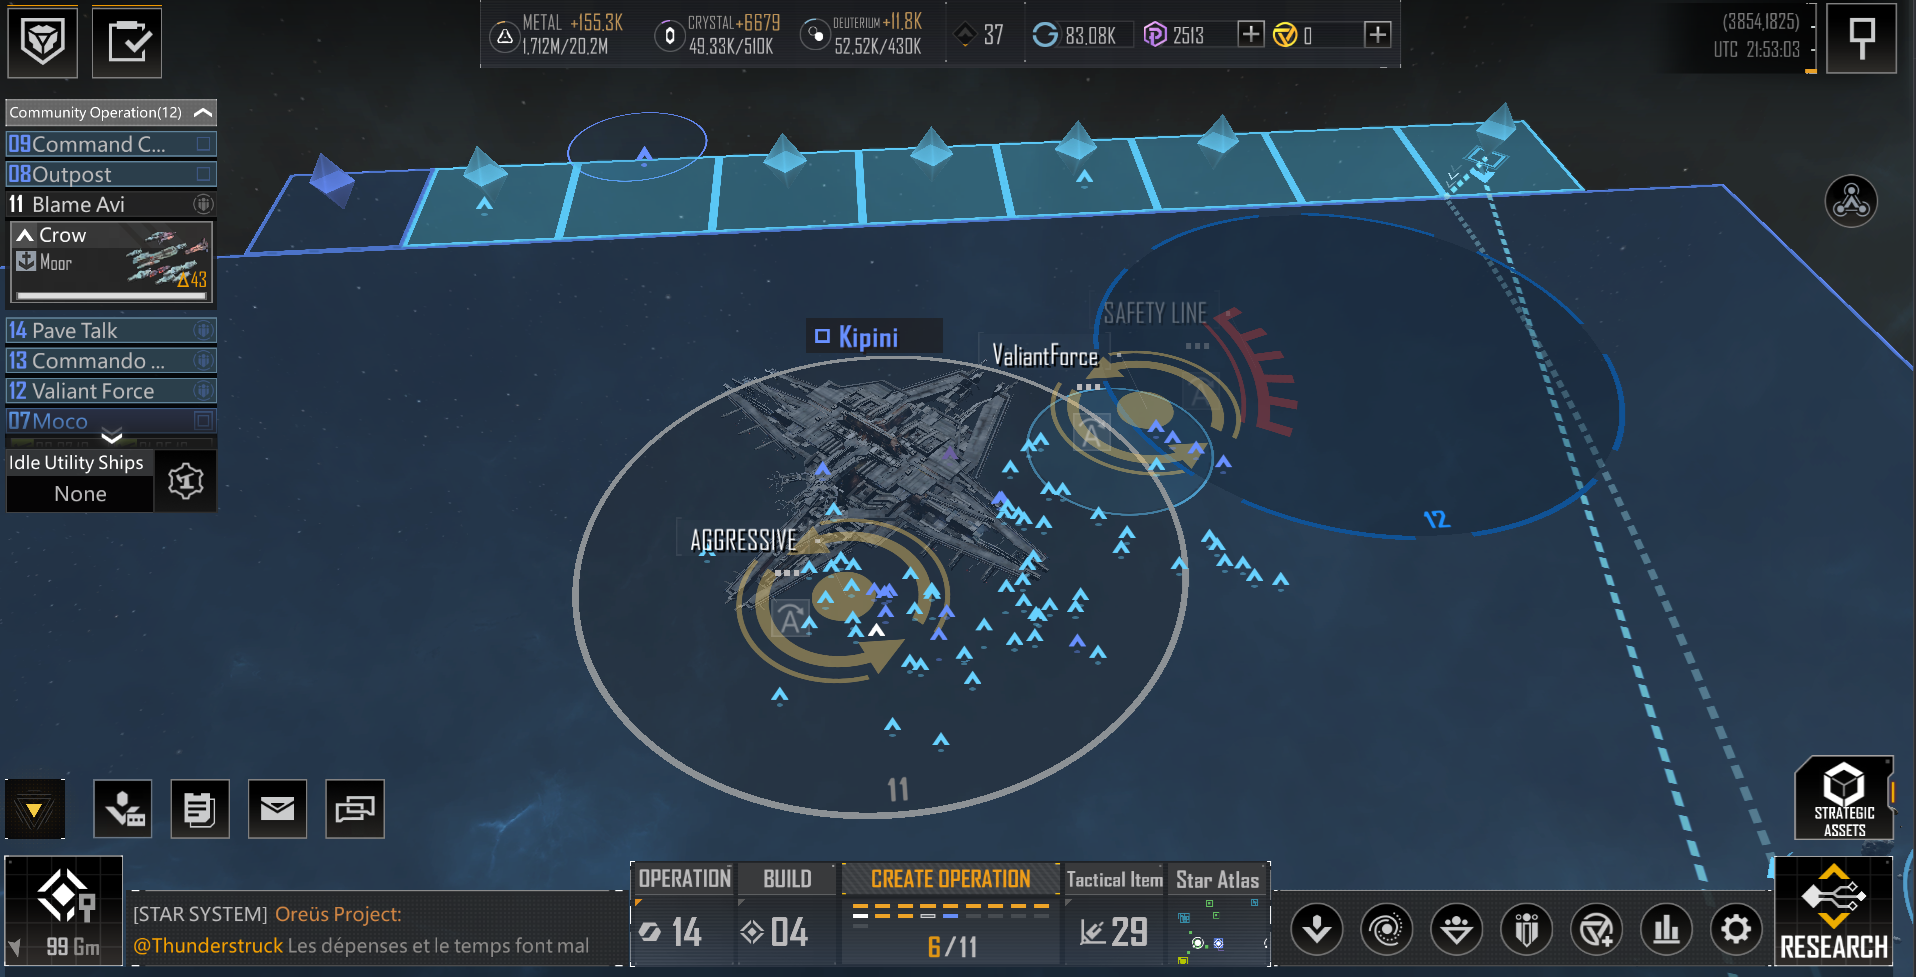 METAL +155.3K
1.712M/20.2M
CRYSTAL +6679
49.33K/510K
DEUTERIUM +11.8K
52.52K/430K
37
83.08K
2513
0
(3854,1825)
UTC 21:53:03
Community Operation(12)
09 Command C...
08 Outpost
11 Blame Avi
Crow
Moor
43
14 Pave Talk
13 Commando ...
12 Valiant Force
07 Moco
Idle Utility Ships
None
1
SAFETY LINE
Kipini
ValiantForce
A
A
AGGRESSIVE
A
12
11
STRATEGIC
ASSETS
99 Gm
[STAR SYSTEM] Oreüs Project:
@Thunderstruck Les dépenses et le temps font mal
OPERATION
14
BUILD
04
CREATE OPERATION
6/11
Tactical Item
29
Star Atlas
RESEARCH